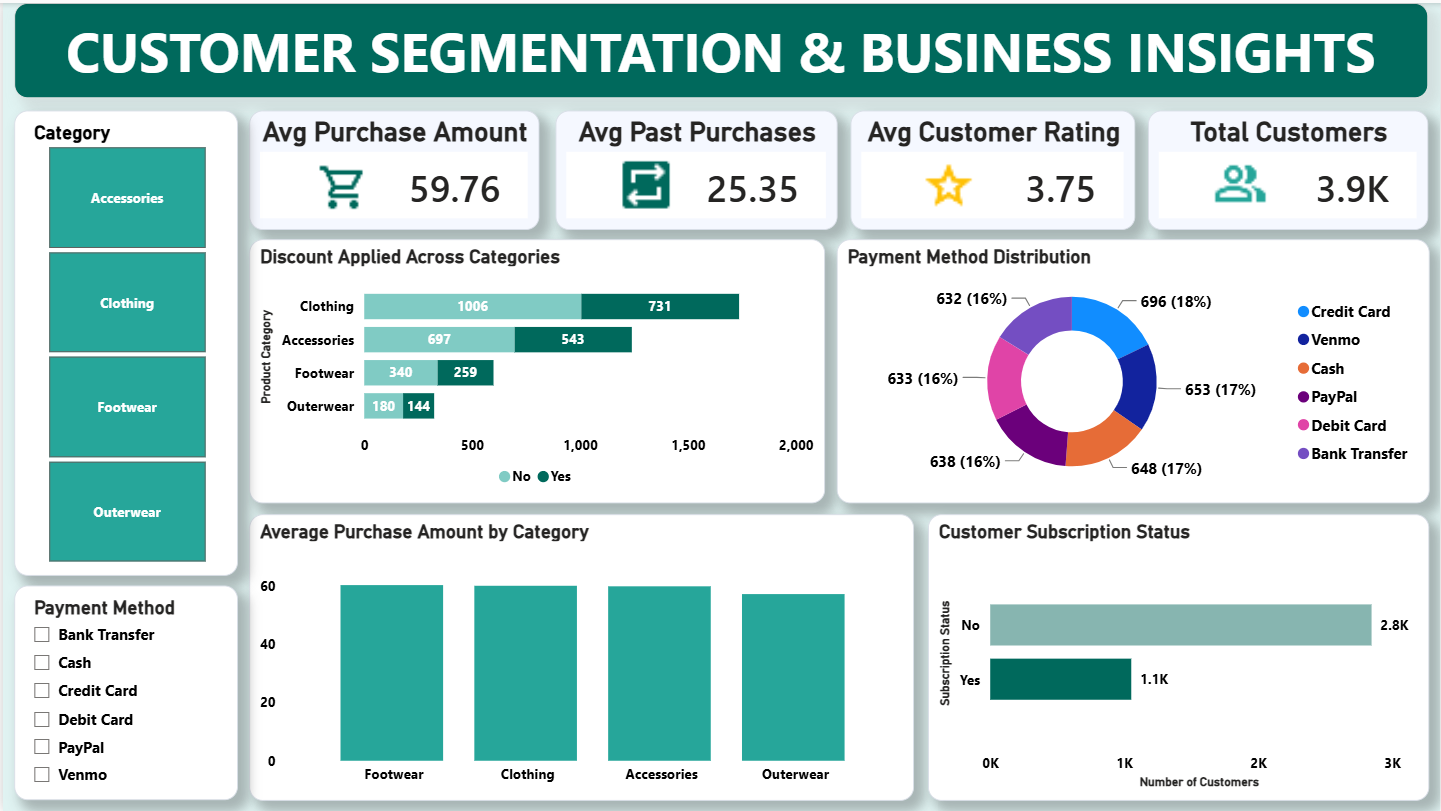 CUSTOMER SEGMENTATION & BUSINESS INSIGHTS
Category
Accessories
Clothing
Footwear
Outerwear
Payment Method
Bank Transfer
Cash
Credit Card
Debit Card
PayPal
Venmo
Avg Purchase Amount
59.76
Avg Past Purchases
25.35
Avg Customer Rating
3.75
Total Customers
3.9K
Discount Applied Across Categories
Product Category
Clothing 1006 731
Accessories 697 543
Footwear 340 259
Outerwear 180 144
0 500 1,000 1,500 2,000
No Yes
Payment Method Distribution
632 (16%)
696 (18%)
633 (16%)
653 (17%)
638 (16%)
648 (17%)
Credit Card
Venmo
Cash
PayPal
Debit Card
Bank Transfer
Average Purchase Amount by Category
60
40
20
0
Footwear Clothing Accessories Outerwear
Customer Subscription Status
Subscription Status
No 2.8K
Yes 1.1K
0K 1K 2K 3K
Number of Customers